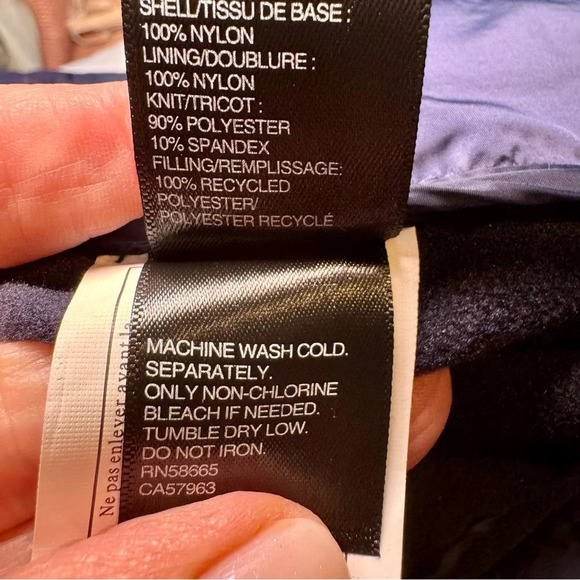 SHELL/TISSU DE BASE :
100% NYLON
LINING/DOUBLURE :
100% NYLON
KNIT/TRICOT :
90% POLYESTER
10% SPANDEX
FILLING/REMPLISSAGE:
100% RECYCLED
POLYESTER/
POLYESTER RECYCLÉ
MACHINE WASH COLD.
SEPARATELY.
ONLY NON-CHLORINE
BLEACH IF NEEDED.
TUMBLE DRY LOW.
DO NOT IRON.
RN58665
CA57963
Ne pas enlever avant